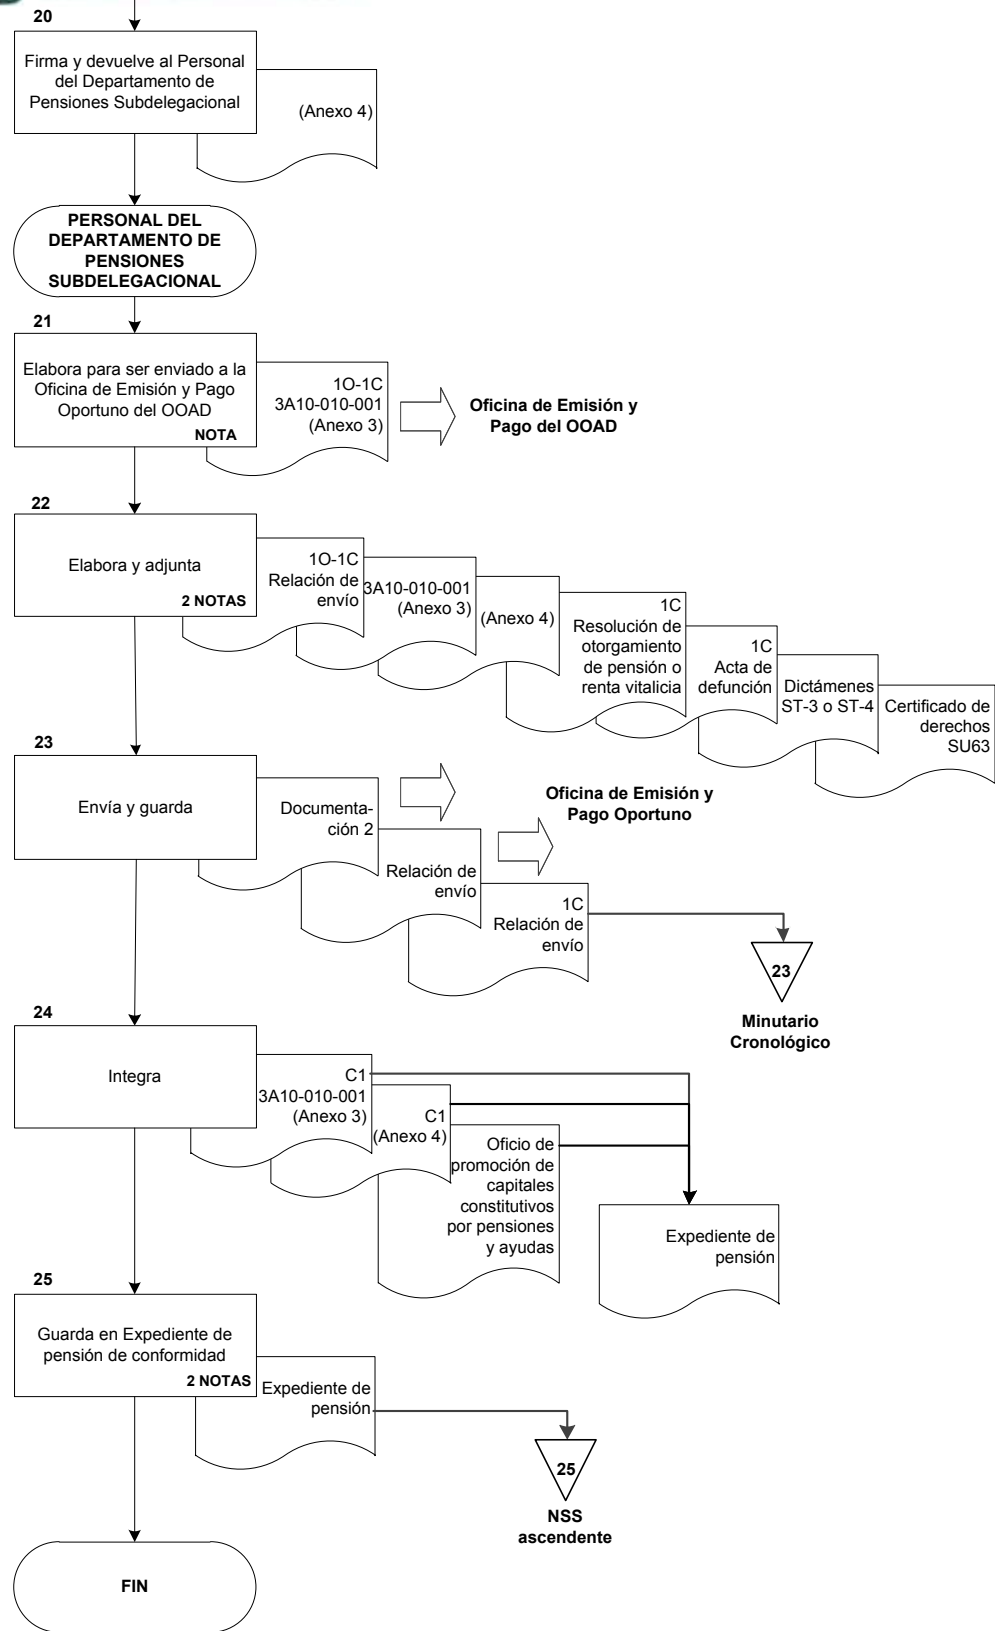 20
Firma y devuelve al Personal
del Departamento de
Pensiones Subdelegacional
(Anexo 4)
PERSONAL DEL
DEPARTAMENTO DE
PENSIONES
SUBDELEGACIONAL
21
Elabora para ser enviado a la
Oficina de Emisión y Pago
Oportuno del OOAD
NOTA
1O-1C
3A10-010-001
(Anexo 3)
Oficina de Emisión y
Pago del OOAD
22
Elabora y adjunta
2 NOTAS
1O-1C
Relación de
envío
3A10-010-001
(Anexo 3)
(Anexo 4)
1C
Resolución de
otorgamiento
de pensión o
renta vitalicia
1C
Acta de
defunción
Dictámenes
ST-3 o ST-4
Certificado de
derechos
SU63
23
Envía y guarda
Documenta-
ción 2
Relación de
envío
1C
Relación de
envío
Oficina de Emisión y
Pago Oportuno
23
Minutario
Cronológico
24
Integra
C1
3A10-010-001
(Anexo 3)
C1
(Anexo 4)
Oficio de
promoción de
capitales
constitutivos
por pensiones
y ayudas
Expediente de
pensión
25
Guarda en Expediente de
pensión de conformidad
2 NOTAS
Expediente de
pensión
25
NSS
ascendente
FIN